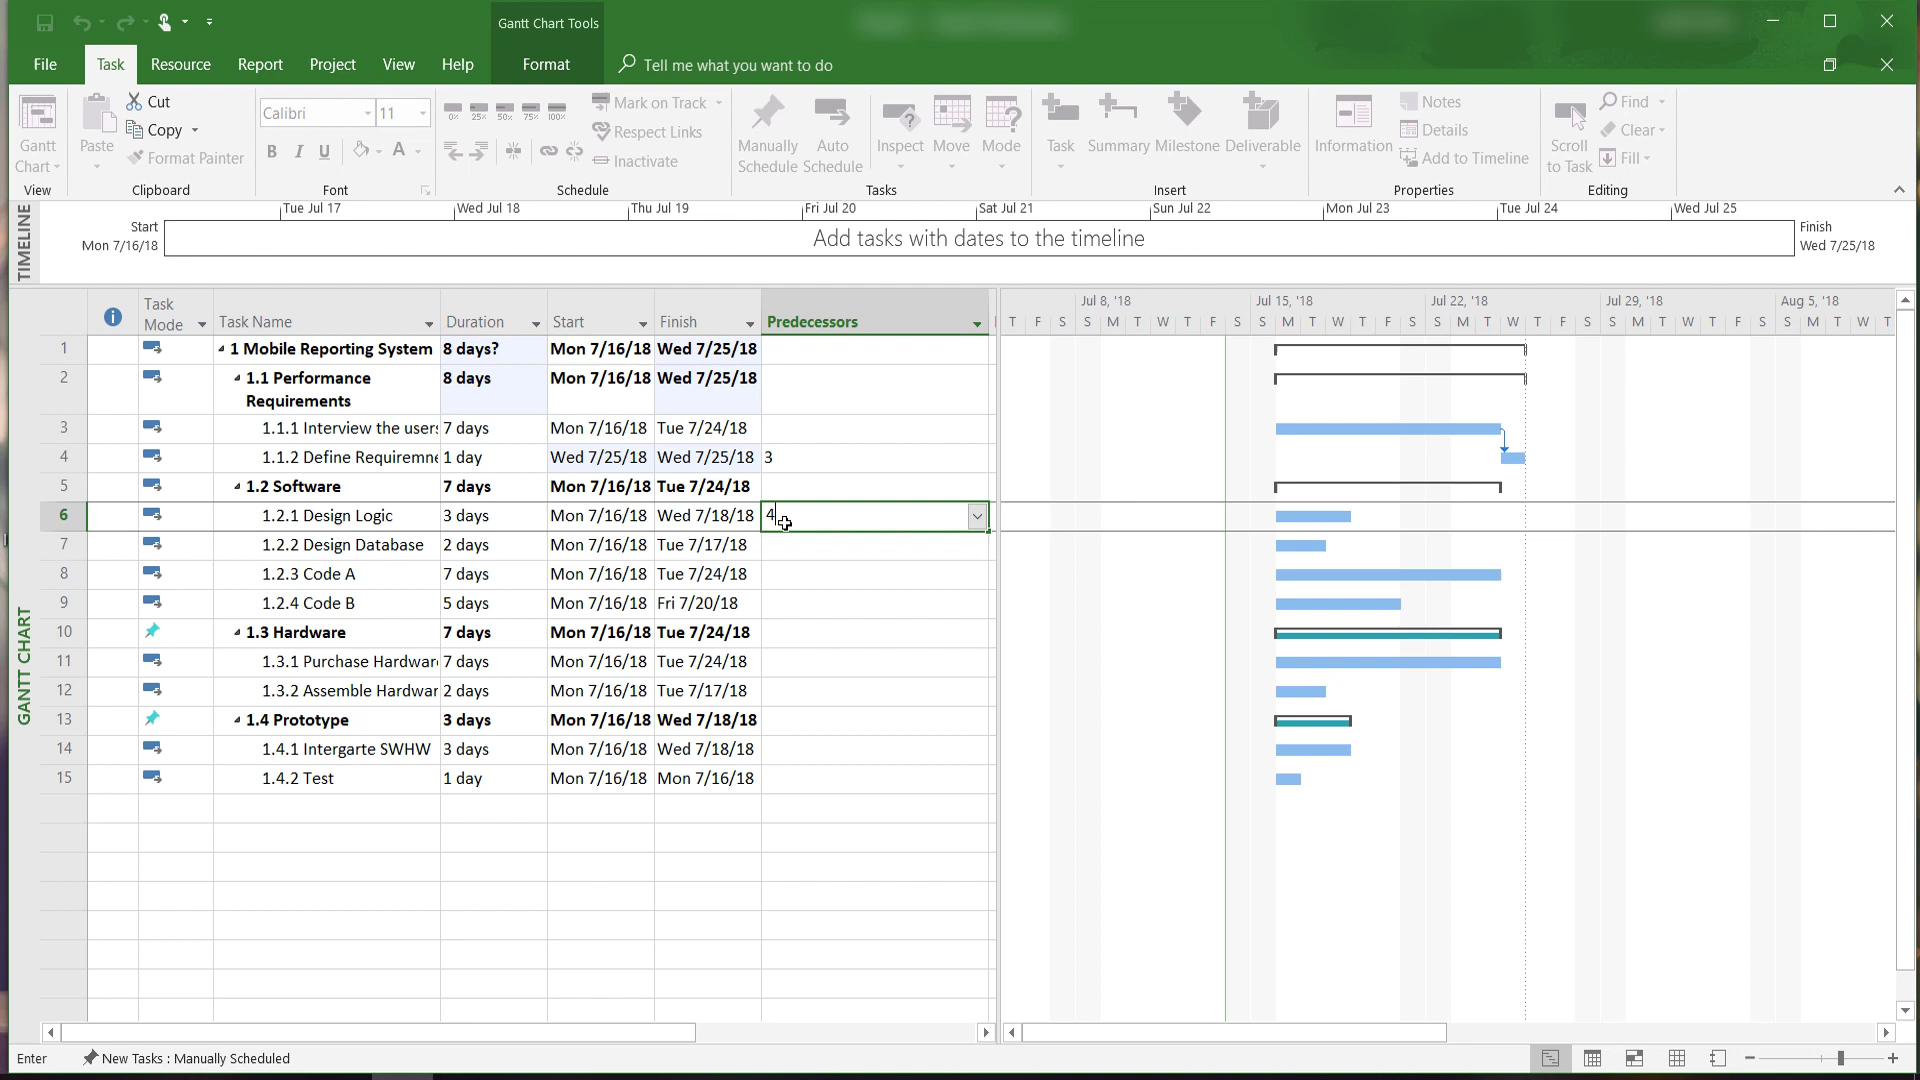 Gantt Chart Tools
File
Task
Resource
Report
Project
View
Help
Format
Tell me what you want to do
Gantt
Chart
View
Paste
Cut
Copy
Format Painter
Clipboard
Calibri
11
B I U
A
Font
0% 25% 50% 75% 100%
Mark on Track
Respect Links
Inactivate
Schedule
Manually
Schedule
Auto
Schedule
Inspect
Move
Mode
Tasks
Task
Summary
Milestone
Deliverable
Insert
Information
Notes
Details
Add to Timeline
Properties
Scroll
to Task
Find
Clear
Fill
Editing
TIMELINE
Start
Mon 7/16/18
Tue Jul 17
Wed Jul 18
Thu Jul 19
Fri Jul 20
Sat Jul 21
Sun Jul 22
Mon Jul 23
Tue Jul 24
Wed Jul 25
Add tasks with dates to the timeline
Finish
Wed 7/25/18
GANTT CHART
Task
Mode
Task Name
Duration
Start
Finish
Predecessors
1 1 Mobile Reporting System 8 days? Mon 7/16/18 Wed 7/25/18
2 1.1 Performance 8 days Mon 7/16/18 Wed 7/25/18
Requirements
3 1.1.1 Interview the users 7 days Mon 7/16/18 Tue 7/24/18
4 1.1.2 Define Requiremne 1 day Wed 7/25/18 Wed 7/25/18 3
5 1.2 Software 7 days Mon 7/16/18 Tue 7/24/18
6 1.2.1 Design Logic 3 days Mon 7/16/18 Wed 7/18/18 4
7 1.2.2 Design Database 2 days Mon 7/16/18 Tue 7/17/18
8 1.2.3 Code A 7 days Mon 7/16/18 Tue 7/24/18
9 1.2.4 Code B 5 days Mon 7/16/18 Fri 7/20/18
10 1.3 Hardware 7 days Mon 7/16/18 Tue 7/24/18
11 1.3.1 Purchase Hardwar 7 days Mon 7/16/18 Tue 7/24/18
12 1.3.2 Assemble Hardwar 2 days Mon 7/16/18 Tue 7/17/18
13 1.4 Prototype 3 days Mon 7/16/18 Wed 7/18/18
14 1.4.1 Intergarte SWHW 3 days Mon 7/16/18 Wed 7/18/18
15 1.4.2 Test 1 day Mon 7/16/18 Mon 7/16/18
Jul 8, '18
Jul 15, '18
Jul 22, '18
Jul 29, '18
Aug 5, '18
T F S S M T W T F S S M T W T F S S M T W T F S S M T W T F S S M T W T
Enter
New Tasks : Manually Scheduled